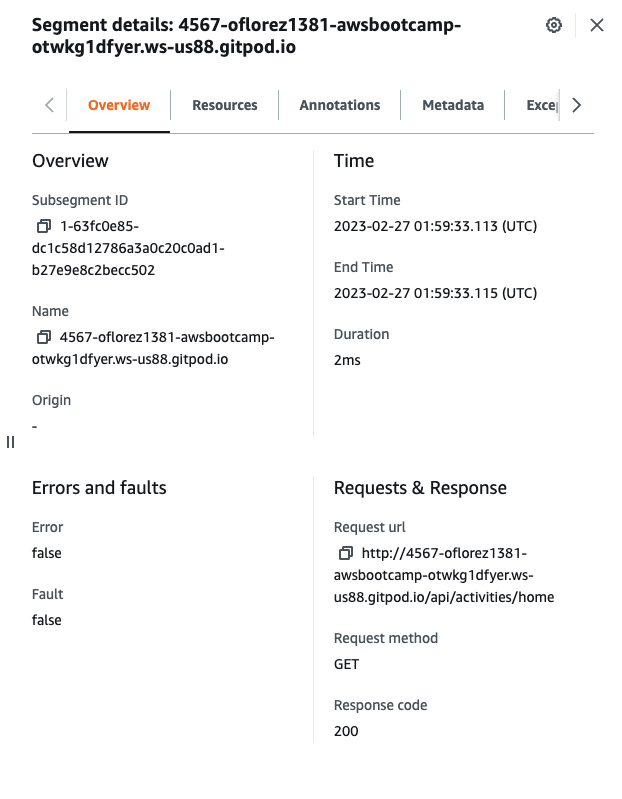 Segment details: 4567-oflorez1381-awsbootcamp-
otwkg1dfyer.ws-us88.gitpod.io
Overview
Resources
Annotations
Metadata
Overview
Subsegment ID
1-63fc0e85-
dc1c58d12786a3a0c20c0ad1-
b27e9e8c2becc502
Name
4567-oflorez1381-awsbootcamp-
otwkg1dfyer.ws-us88.gitpod.io
Origin
-
Time
Start Time
2023-02-27 01:59:33.113 (UTC)
End Time
2023-02-27 01:59:33.115 (UTC)
Duration
2ms
Errors and faults
Error
false
Fault
false
Requests & Response
Request url
http://4567-oflorez1381-
awsbootcamp-otwkg1dfyer.ws-
us88.gitpod.io/api/activities/home
Request method
GET
Response code
200